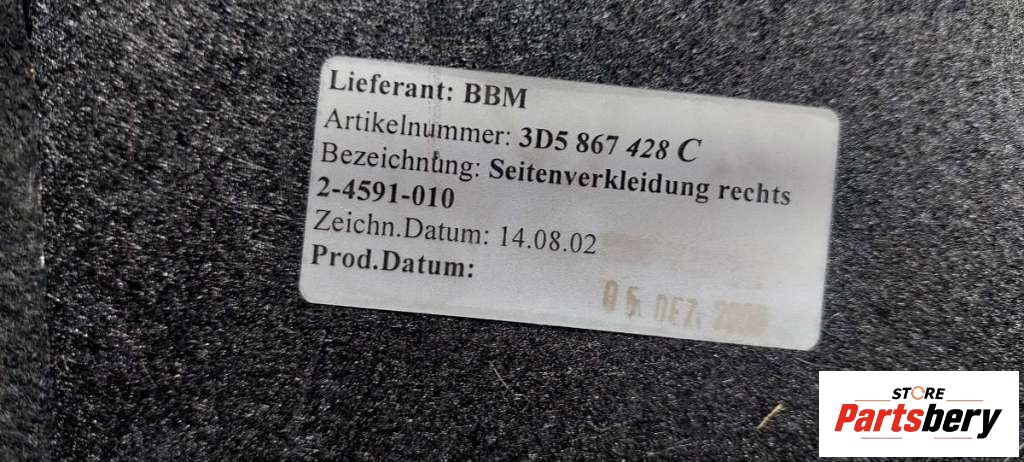 Lieferant: BBM
Artikelnummer: 3D5 867 428 C
Bezeichnung: Seitenverkleidung rechts
2-4591-010
Zeichn.Datum: 14.08.02
Prod.Datum:
DEZ.
STORE
Partsbery